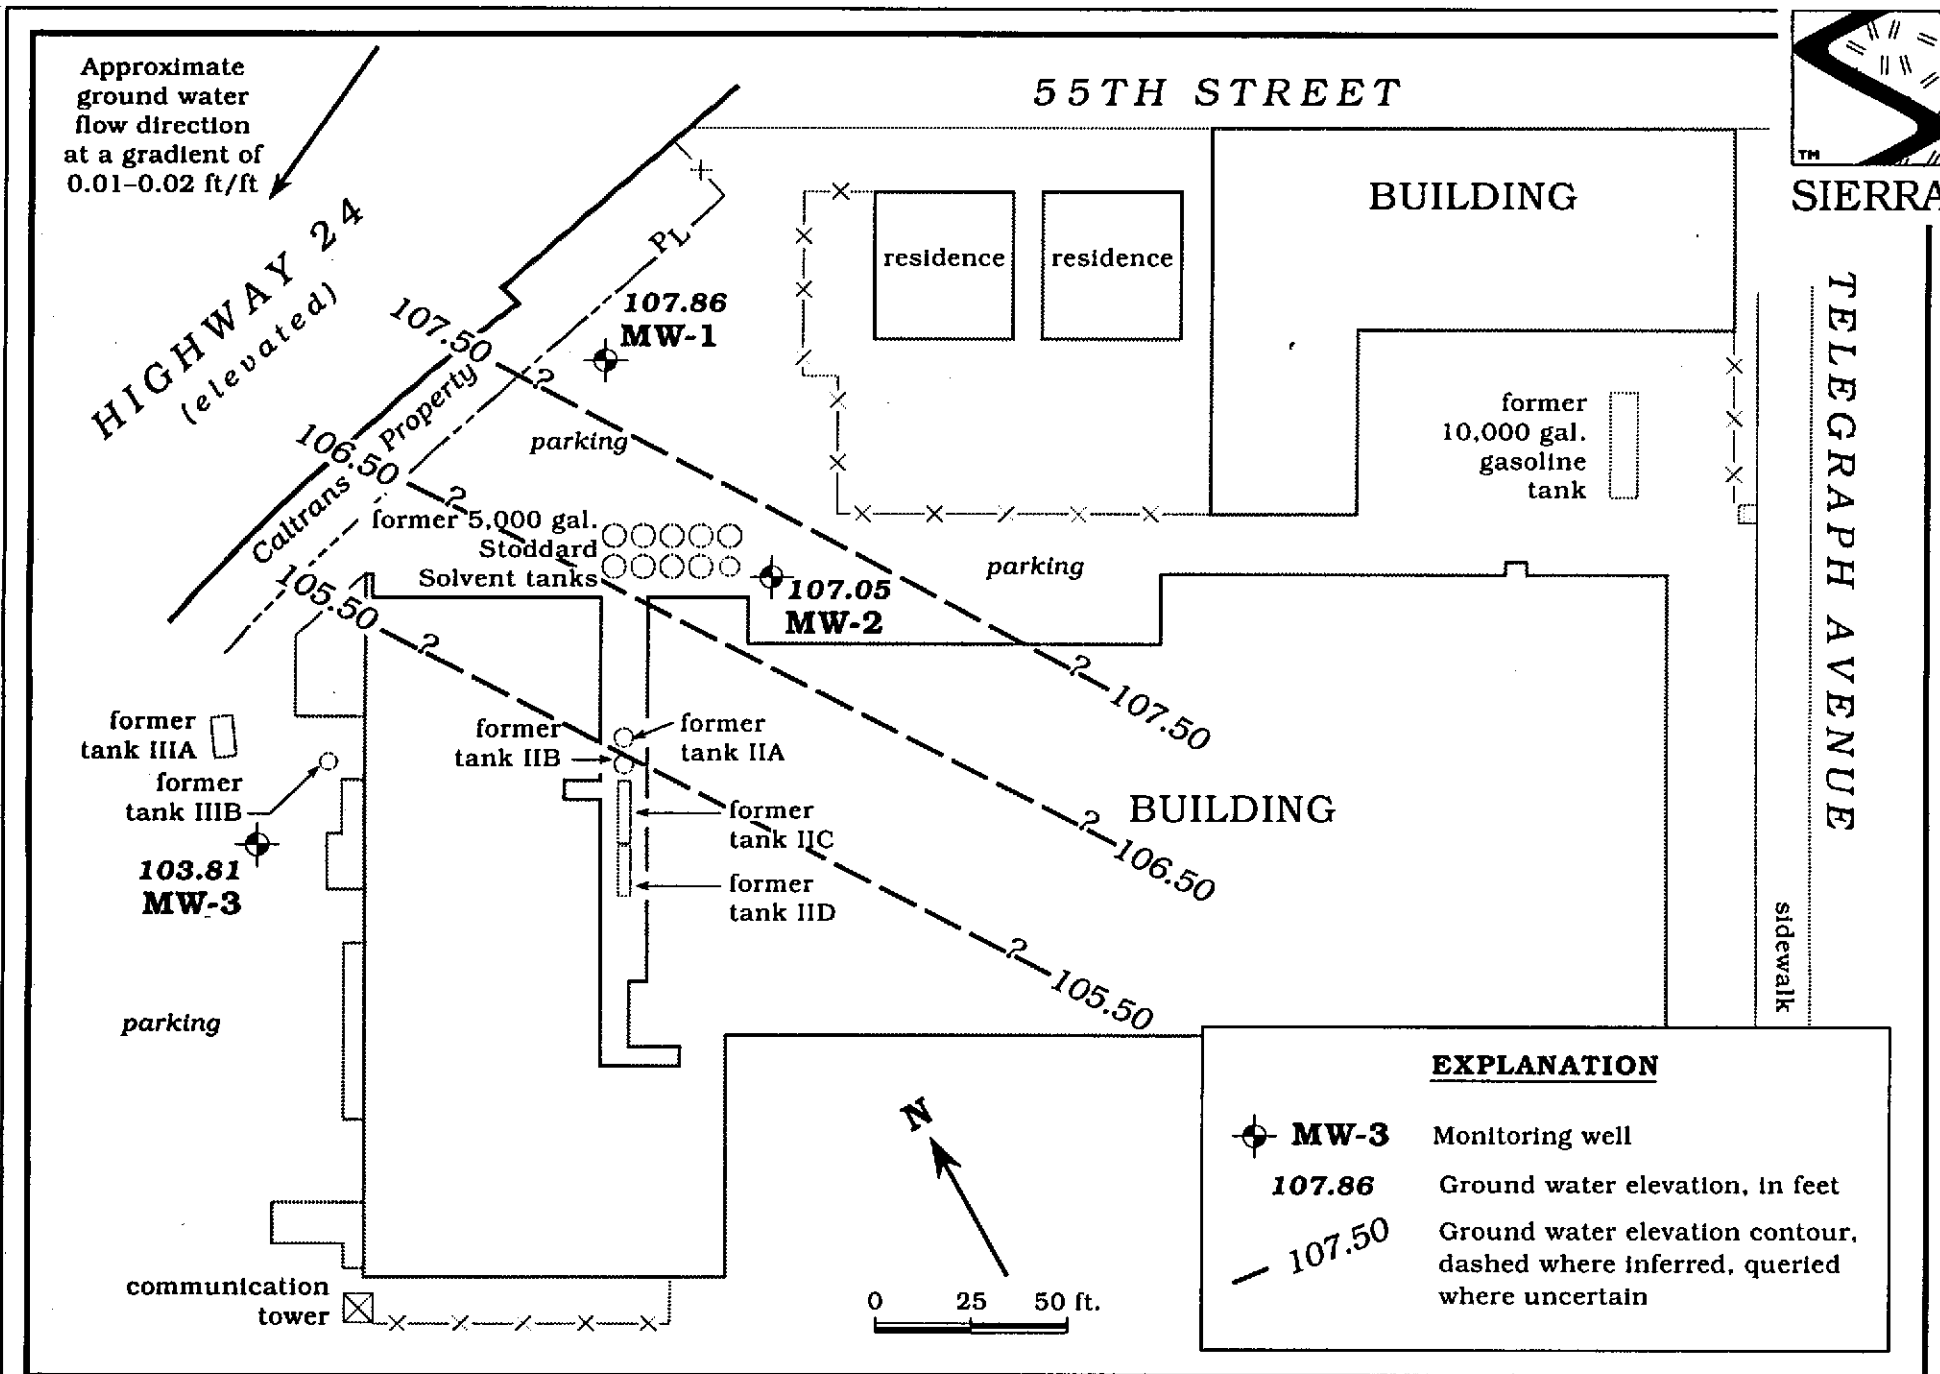 Approximate
ground water
flow direction
at a gradient of
0.01–0.02 ft/ft
55TH STREET
TM
SIERRA
HIGHWAY 24
(elevated)
PL
BUILDING
residence
residence
TELEGRAPH AVENUE
107.50
?
107.86
MW-1
Caltrans Property
106.50
?
parking
former
10,000 gal.
gasoline
tank
former 5,000 gal.
Stoddard
Solvent tanks
107.05
MW-2
parking
105.50
?
?
107.50
former
tank IIIA
former
tank IIIB
former
tank IIB
former
tank IIA
former
tank IIC
former
tank IID
103.81
MW-3
BUILDING
?
106.50
?
105.50
sidewalk
parking
N
communication
tower
0 25 50 ft.
EXPLANATION
MW-3 Monitoring well
107.86 Ground water elevation, in feet
107.50 Ground water elevation contour,
dashed where inferred, queried
where uncertain